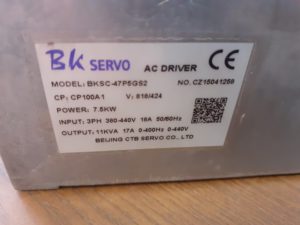 BK SERVO AC DRIVER CE
MODEL: BKSC-47P5GS2 NO.CZ15041259
CP: CP100A1 V: 818/424
POWER: 7.5KW
INPUT: 3PH 380-440V 16A 50/60Hz
OUTPUT: 11KVA 17A 0-400Hz 0-440V
BEIJING CTB SERVO CO., LTD